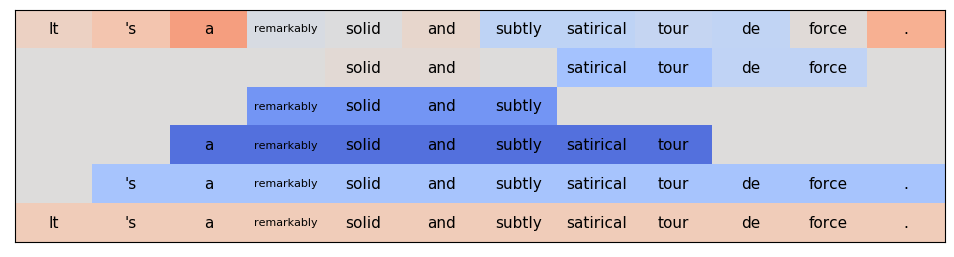 It 's a remarkably solid and subtly satirical tour de force .
solid and satirical tour de force
remarkably solid and subtly
a remarkably solid and subtly satirical tour
's a remarkably solid and subtly satirical tour de force .
It 's a remarkably solid and subtly satirical tour de force .